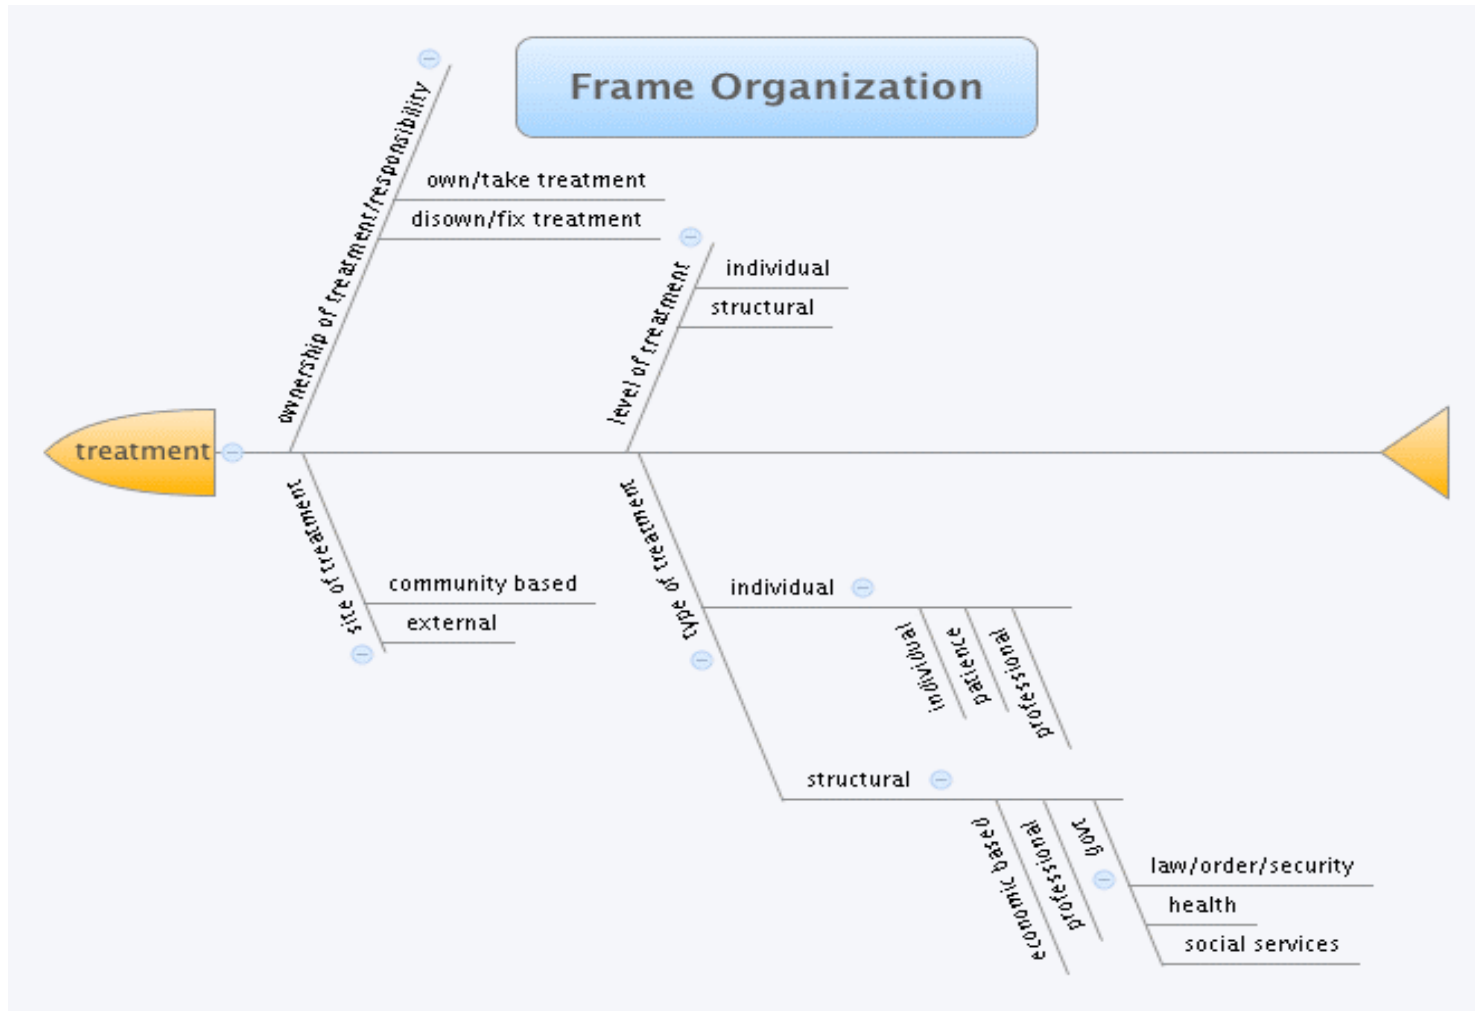 Frame Organization
ownership of treatment/responsibility
own/take treatment
disown/fix treatment
level of treatment
individual
structural
treatment
site of treatment
community based
external
type of treatment
individual
individual
patience
professional
structural
economic based
professional
govt
law/order/security
health
social services